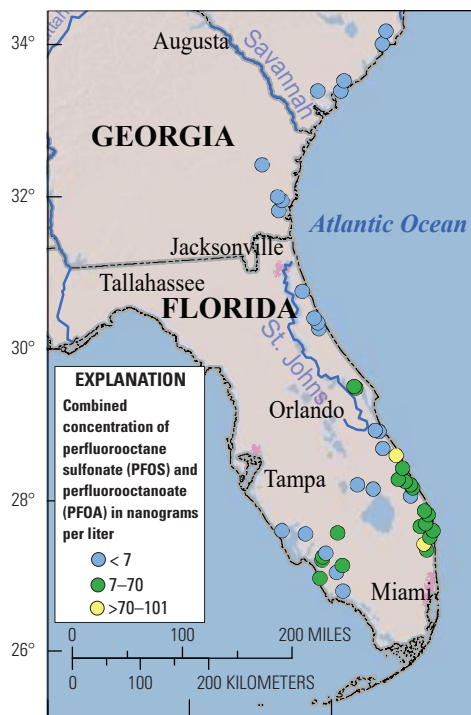 34°
Augusta
Savannah
GEORGIA
32°
Atlantic Ocean
Jacksonville
Tallahassee
FLORIDA
St. Johns
30°
EXPLANATION
Combined
concentration of
perfluorooctane
sulfonate (PFOS) and
perfluorooctanoate
(PFOA) in nanograms
per liter
< 7
7–70
>70–101
Orlando
Tampa
28°
Miami
26°
0 100 200 MILES
0 100 200 KILOMETERS